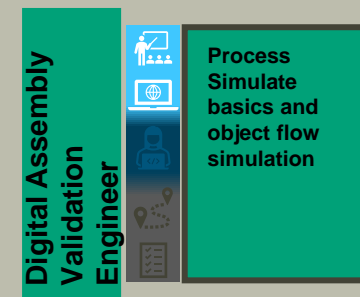 Digital Assembly
Validation
Engineer
Process
Simulate
basics and
object flow
simulation